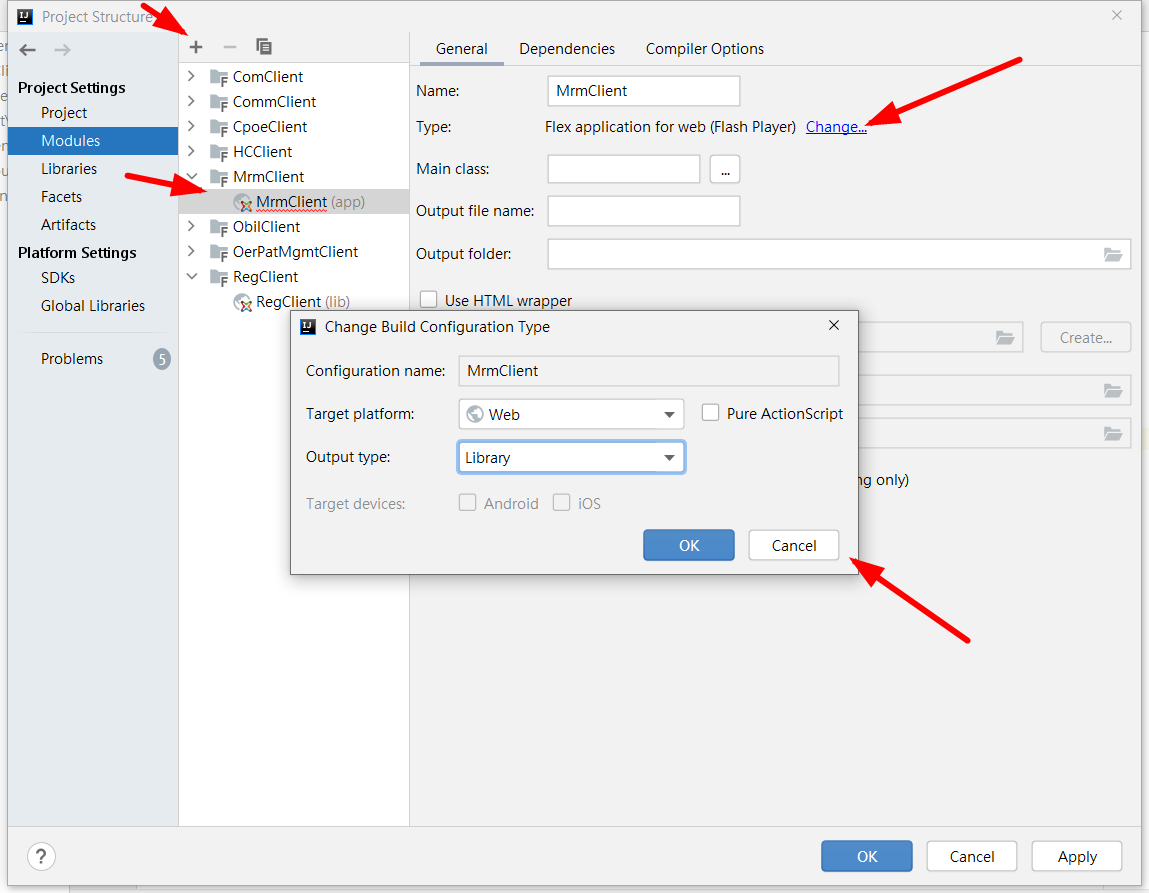 Project Structure
Project Settings
Project
Modules
Libraries
Facets
Artifacts
Platform Settings
SDKs
Global Libraries
Problems 5
ComClient
CommClient
CpoeClient
HCClient
MrmClient
MrmClient (app)
ObilClient
OerPatMgmtClient
RegClient
RegClient (lib)
General Dependencies Compiler Options
Name: MrmClient
Type: Flex application for web (Flash Player) Change...
Main class: ...
Output file name:
Output folder:
Use HTML wrapper
Create...
ng only)
Change Build Configuration Type
Configuration name: MrmClient
Target platform: Web Pure ActionScript
Output type: Library
Target devices: Android iOS
OK Cancel
? OK Cancel Apply